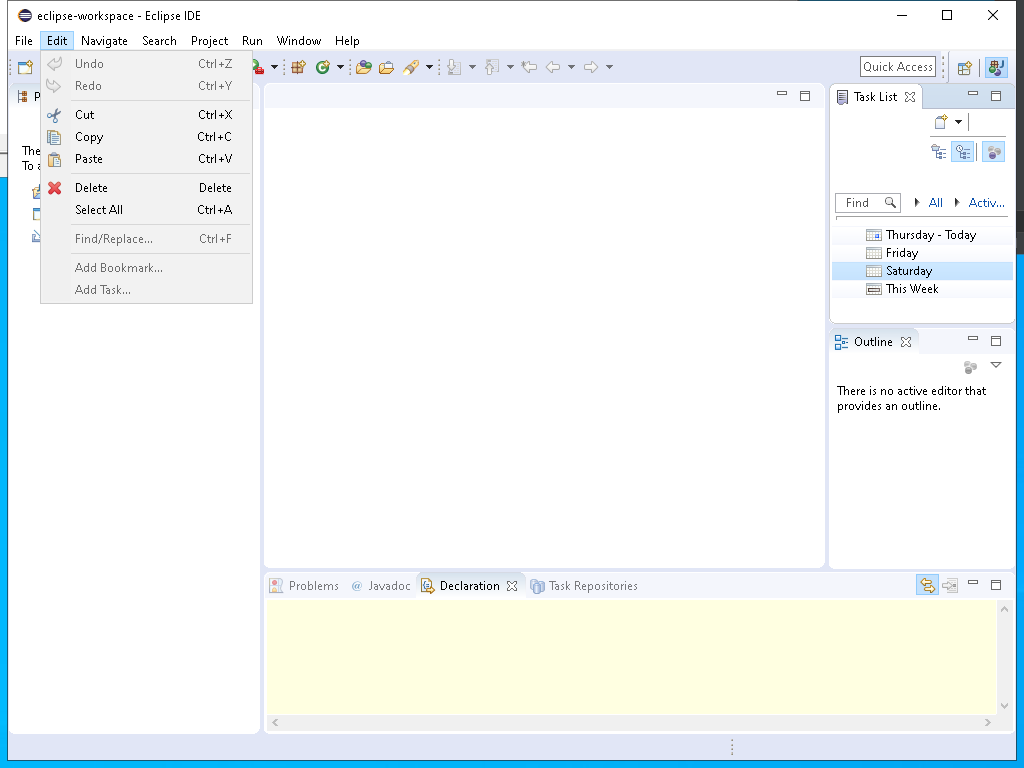 eclipse-workspace - Eclipse IDE
File Edit Navigate Search Project Run Window Help
Quick Access
Undo Ctrl+Z
Redo Ctrl+Y
Cut Ctrl+X
Copy Ctrl+C
Paste Ctrl+V
Delete Delete
Select All Ctrl+A
Find/Replace... Ctrl+F
Add Bookmark...
Add Task...
P
The
To a
Task List
Find All Activ...
Thursday - Today
Friday
Saturday
This Week
Outline
There is no active editor that
provides an outline.
Problems @ Javadoc Declaration Task Repositories